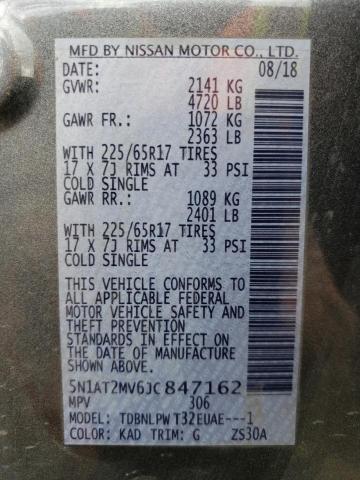 MFD BY NISSAN MOTOR CO., LTD.
DATE: 08/18
GVWR: 2141 KG
4720 LB
GAWR FR.: 1072 KG
2363 LB
WITH 225/65R17 TIRES
17 X 7J RIMS AT 33 PSI
COLD SINGLE
GAWR RR.: 1089 KG
2401 LB
WITH 225/65R17 TIRES
17 X 7J RIMS AT 33 PSI
COLD SINGLE
THIS VEHICLE CONFORMS TO
ALL APPLICABLE FEDERAL
MOTOR VEHICLE SAFETY AND
THEFT PREVENTION
STANDARDS IN EFFECT ON
THE DATE OF MANUFACTURE
SHOWN ABOVE.
5N1AT2MV6JC847162
MPV 306
MODEL: TDBNLPW T32EUAE---1
COLOR: KAD TRIM: G ZS30A